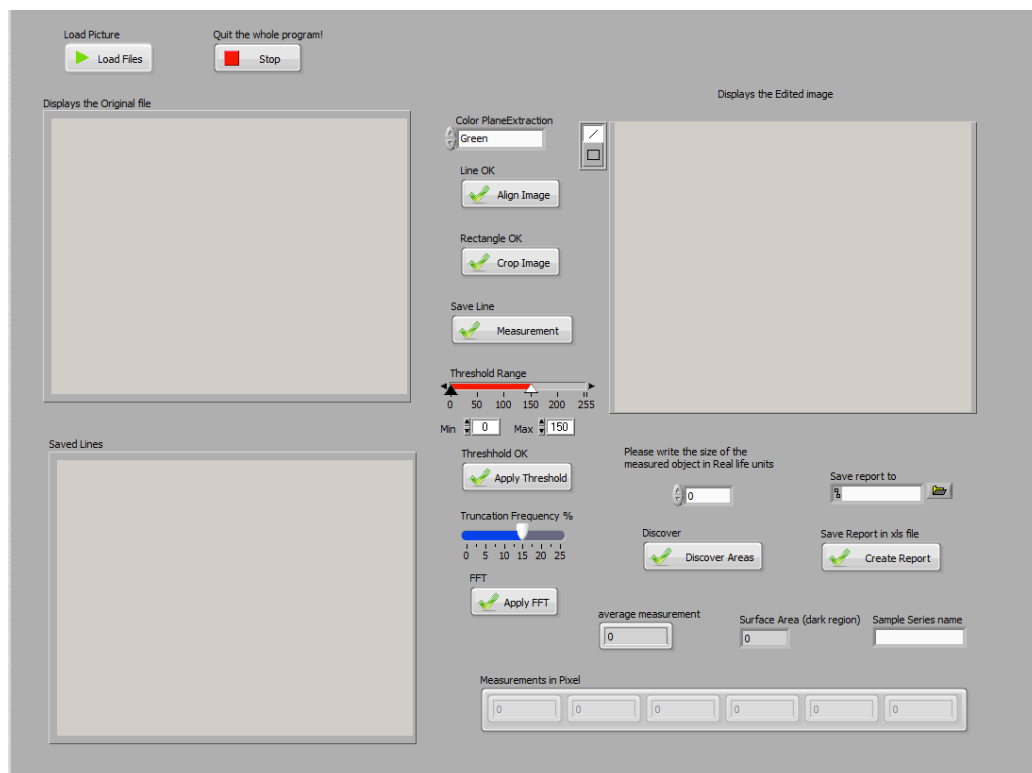 Load Picture
Load Files
Quit the whole program!
Stop
Displays the Original file
Color PlaneExtraction
Green
Displays the Edited image
Line OK
Align Image
Rectangle OK
Crop Image
Save Line
Measurement
Threshold Range
0 50 100 150 200 255
Min 0 Max 150
Saved Lines
Threshhold OK
Apply Threshold
Please write the size of the
measured object in Real life units
0
Save report to
Truncation Frequency %
0 5 10 15 20 25
Discover
Discover Areas
Save Report in xls file
Create Report
FFT
Apply FFT
average measurement
0
Surface Area (dark region)
0
Sample Series name
Measurements in Pixel
0 0 0 0 0 0